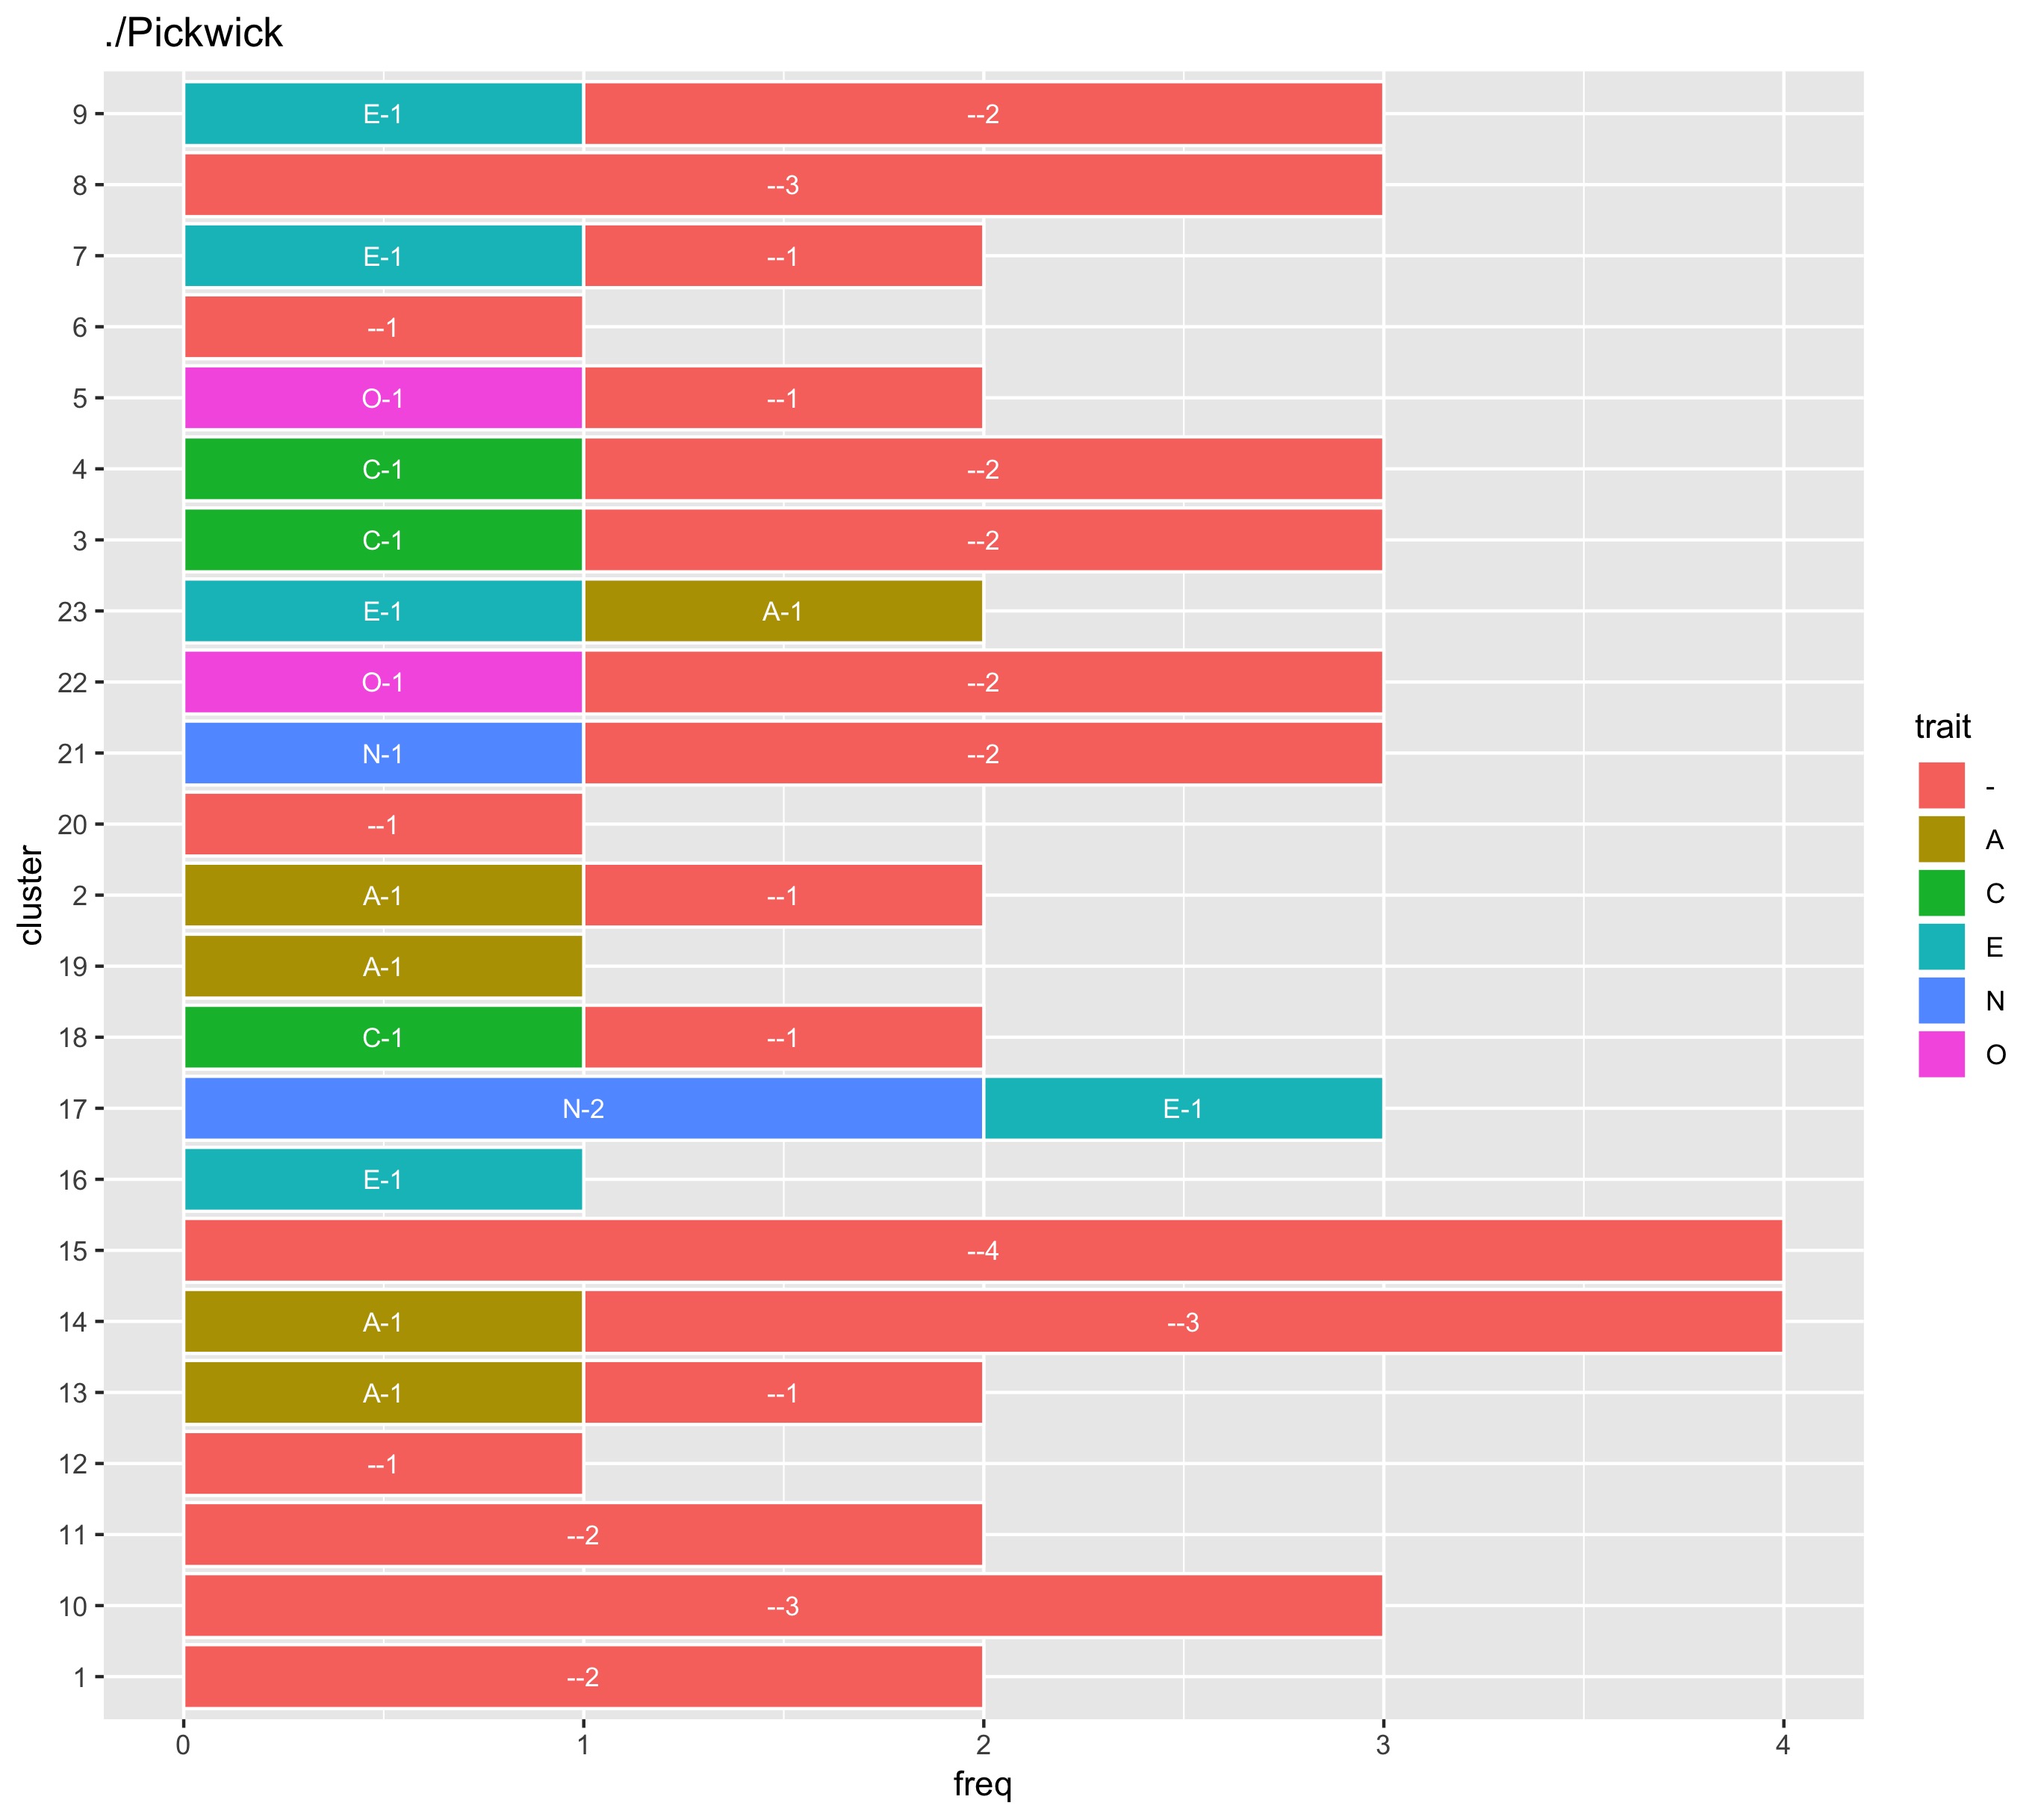 ./Pickwick
9 E-1 --2
8 --3
7 E-1 --1
6 --1
5 O-1 --1
4 C-1 --2
3 C-1 --2
23 E-1 A-1
22 O-1 --2
21 N-1 --2
20 --1
2 A-1 --1
19 A-1
18 C-1 --1
17 N-2 E-1
16 E-1
15 --4
14 A-1 --3
13 A-1 --1
12 --1
11 --2
10 --3
1 --2
0 1 2 3 4
freq
cluster
trait
-
A
C
E
N
O